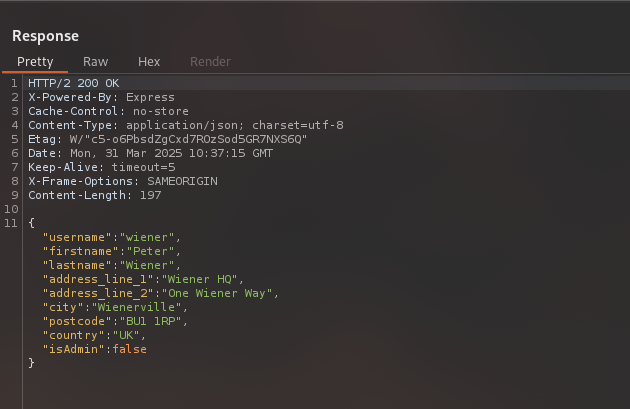 Response
Pretty Raw Hex Render
1 HTTP/2 200 OK
2 X-Powered-By: Express
3 Cache-Control: no-store
4 Content-Type: application/json; charset=utf-8
5 Etag: W/"c5-o6PbsdZgCxd7ROzSod5GR7NXS6Q"
6 Date: Mon, 31 Mar 2025 10:37:15 GMT
7 Keep-Alive: timeout=5
8 X-Frame-Options: SAMEORIGIN
9 Content-Length: 197
10
11 {
"username":"wiener",
"firstname":"Peter",
"lastname":"Wiener",
"address_line_1":"Wiener HQ",
"address_line_2":"One Wiener Way",
"city":"Wienerville",
"postcode":"BU1 1RP",
"country":"UK",
"isAdmin":false
}